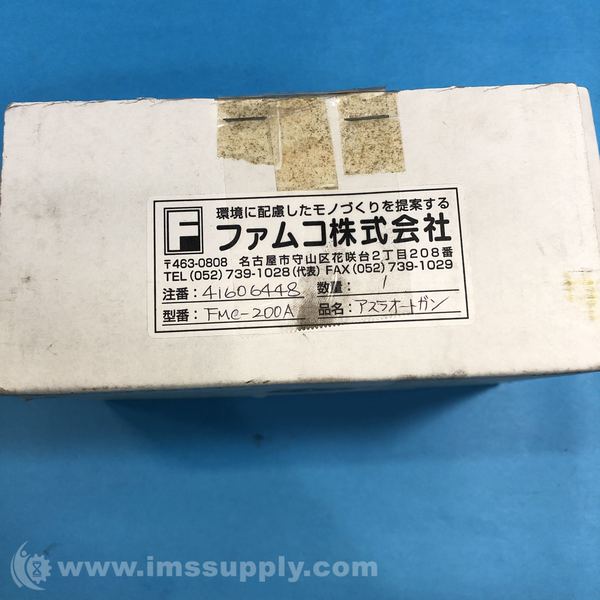 環境に配慮したモノづくりを提案する
F ファムコ株式会社
〒463-0808 名古屋市守山区花咲台2丁目208番
TEL (052) 739-1028 (代表) FAX (052) 739-1029
注番: 41606448 数量: 1
型番: FMC-200A 品名: アスラオートガン
www.imssupply.com